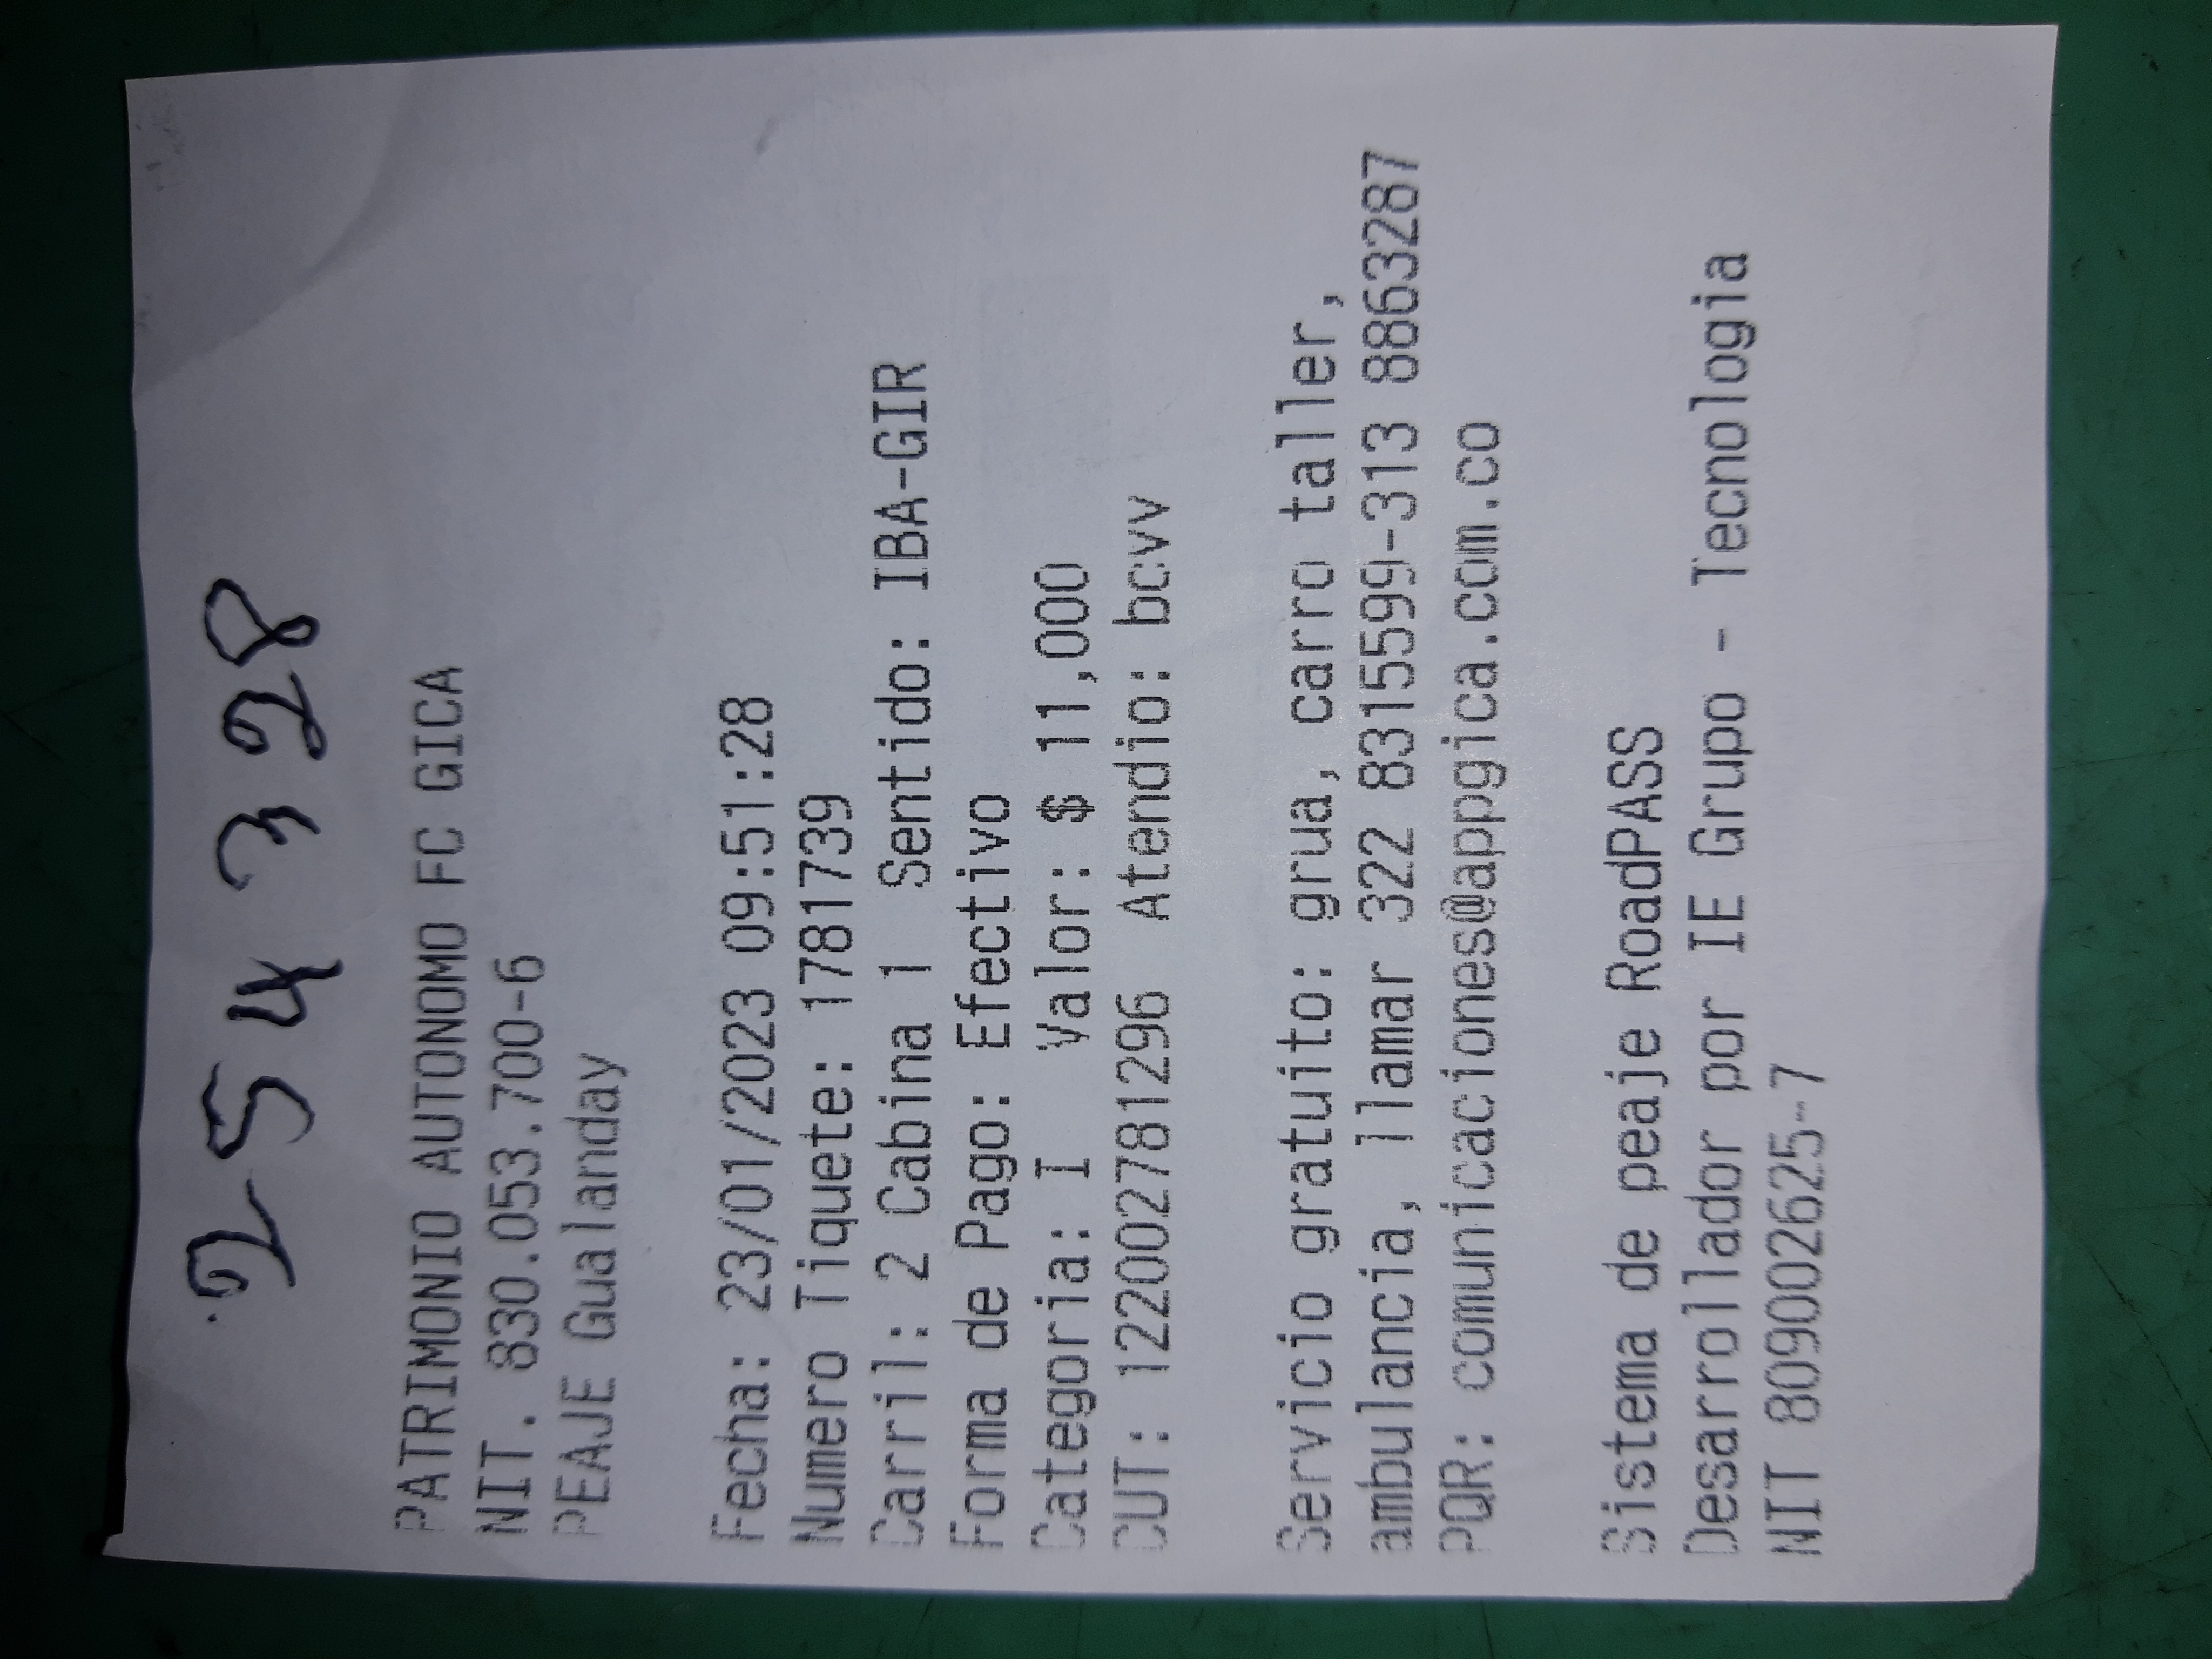 254328
PATRIMONIO AUTONOMO FC GICA
NIT. 830.053.700-6
PEAJE Gualanday
Fecha: 23/01/2023 09:51:28
Numero Tiquete: 1781739
Carril: 2 Cabina 1 Sentido: IBA-GIR
Forma de Pago: Efectivo
Categoria: I Valor: $ 11,000
CUT: 122002781296 Atendio: bcvv
Servicio gratuito: grua, carro taller,
ambulancia, llamar 322 8315599-313 8863287
PQR: comunicaciones@appgica.com.co
Sistema de peaje RoadPASS
Desarrollador por IE Grupo - Tecnologia
NIT 809002625-7